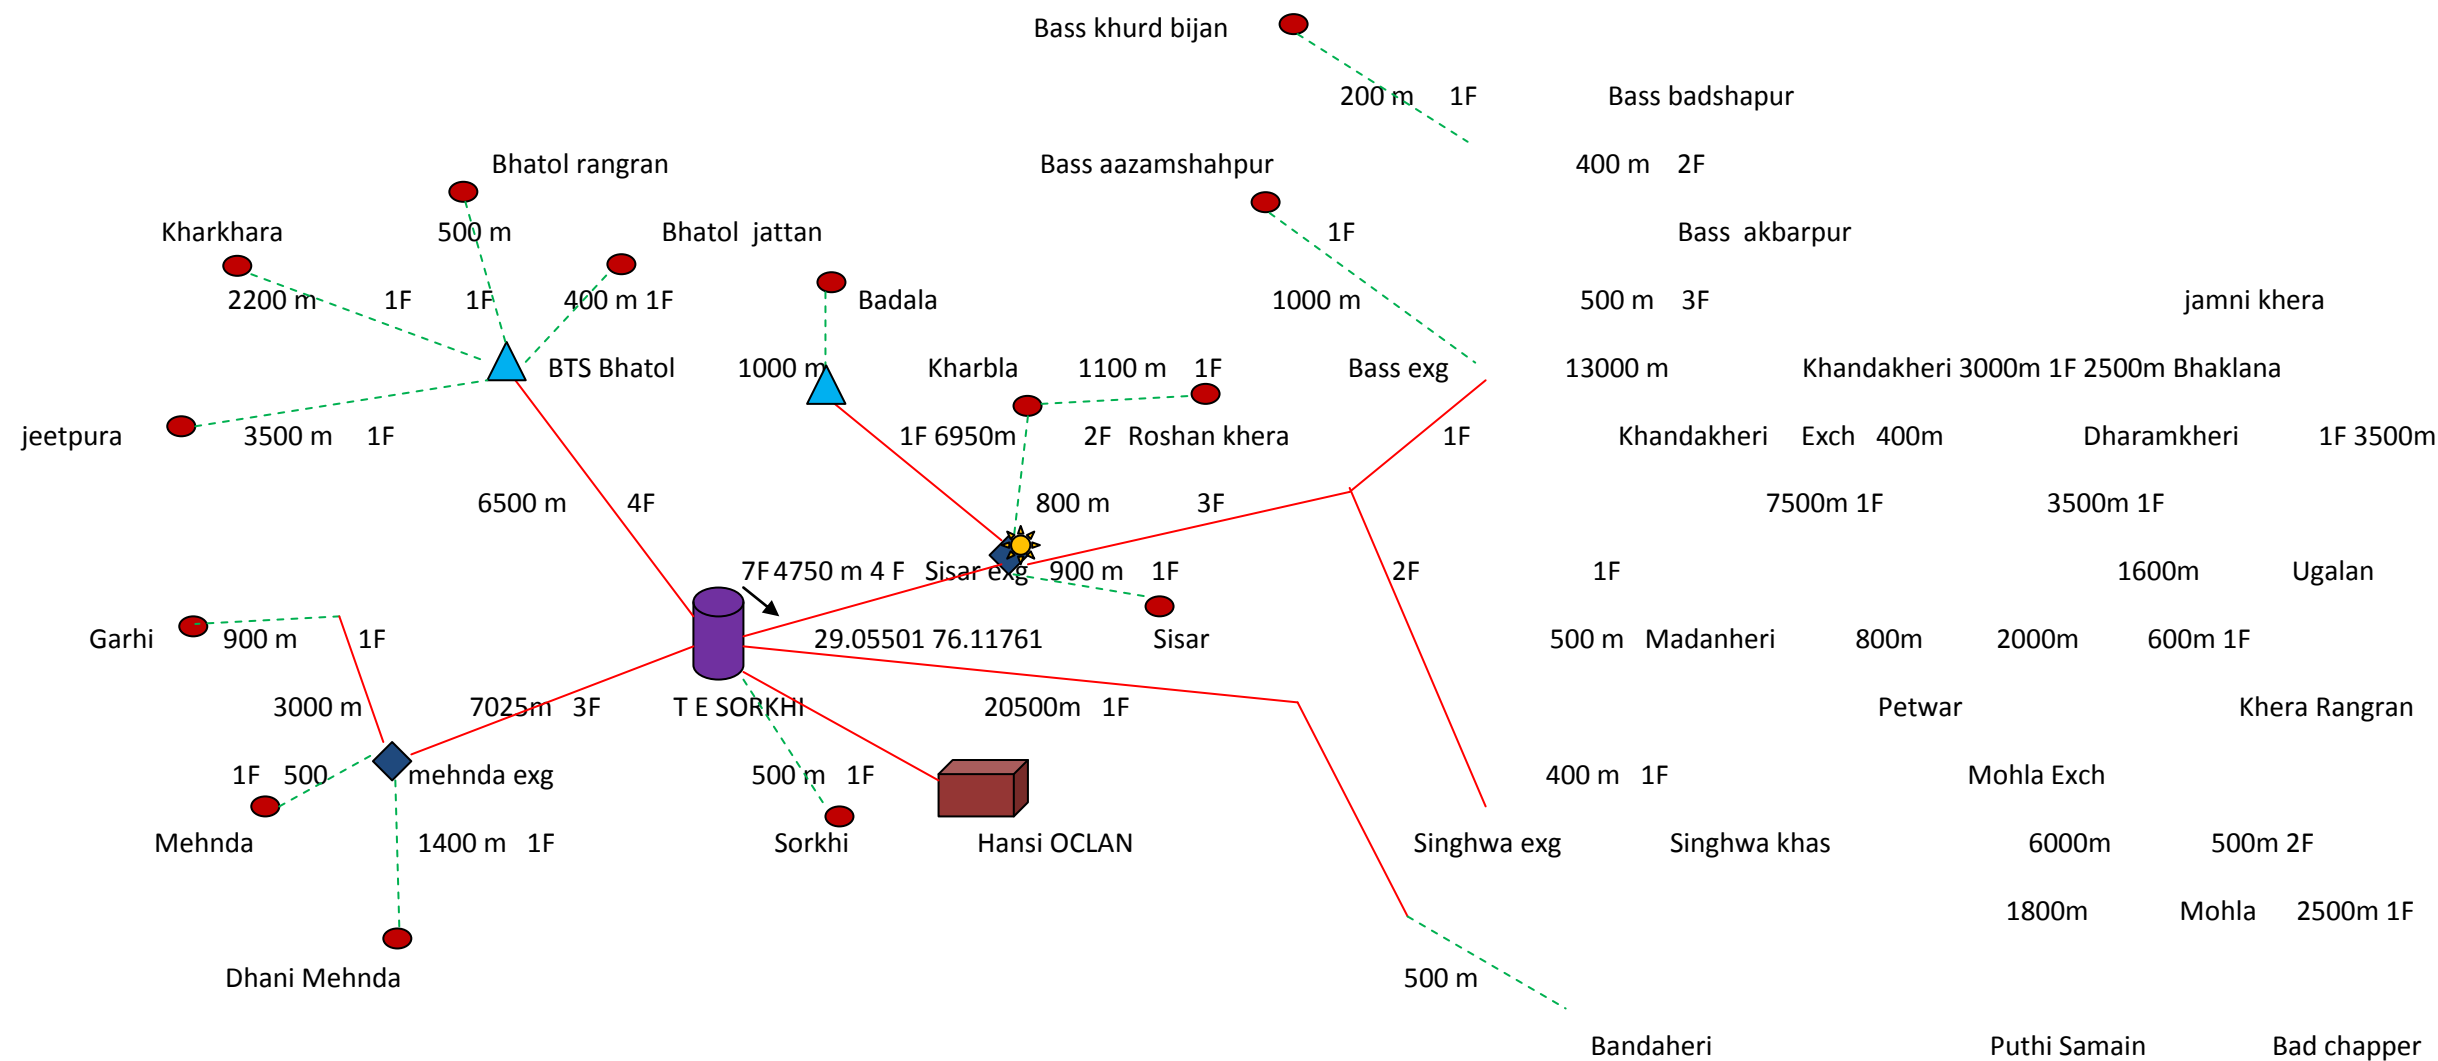 Bass khurd bijan
200 m 1F Bass badshapur
Bhatol rangran Bass aazamshahpur 400 m 2F
Kharkhara 500 m Bhatol jattan 1F Bass akbarpur
2200 m 1F 1F 400 m 1F Badala 1000 m 500 m 3F jamni khera
BTS Bhatol 1000 m Kharbla 1100 m 1F Bass exg 13000 m Khandakheri 3000m 1F 2500m Bhaklana
jeetpura 3500 m 1F 1F 6950m 2F Roshan khera 1F Khandakheri Exch 400m Dharamkheri 1F 3500m
6500 m 4F 800 m 3F 7500m 1F 3500m 1F
7F 4750 m 4 F Sisar exg 900 m 1F 2F 1F 1600m Ugalan
Garhi 900 m 1F 29.05501 76.11761 Sisar 500 m Madanheri 800m 2000m 600m 1F
3000 m 7025m 3F T E SORKHI 20500m 1F Petwar Khera Rangran
1F 500 mehnda exg 500 m 1F 400 m 1F Mohla Exch
Mehnda 1400 m 1F Sorkhi Hansi OCLAN Singhwa exg Singhwa khas 6000m 500m 2F
1800m Mohla 2500m 1F
Dhani Mehnda 500 m
Bandaheri Puthi Samain Bad chapper